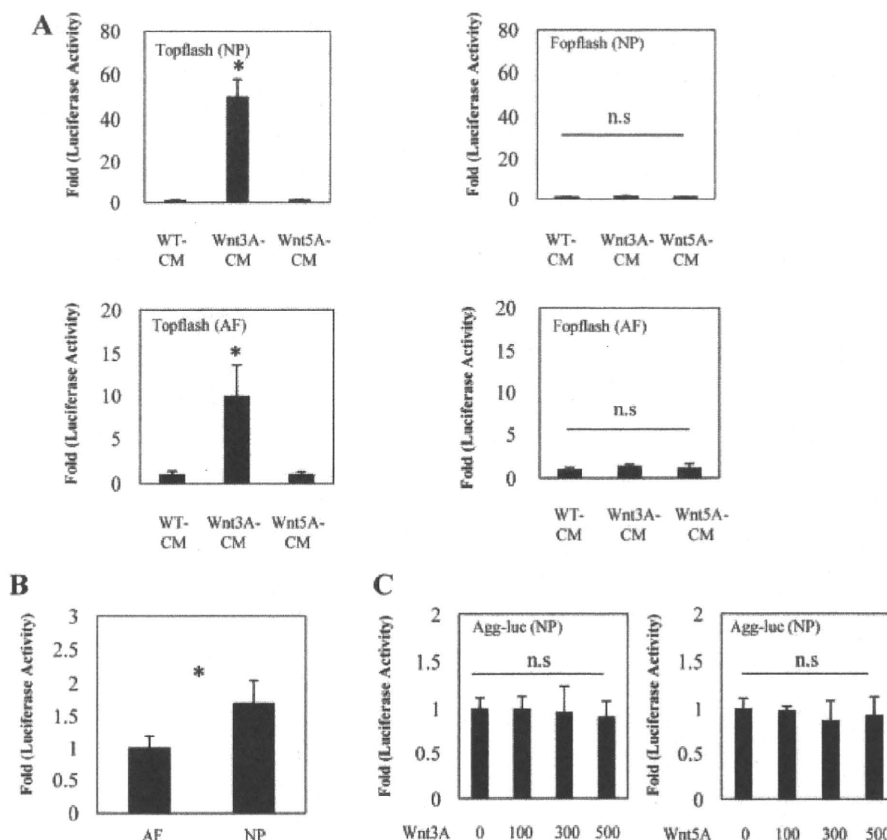 A
Topflash (NP)
Fold (Luciferase Activity)
80
60
40
20
0
*
WT-CM
Wnt3A-CM
Wnt5A-CM
Fopflash (NP)
Fold (Luciferase Activity)
80
60
40
20
0
n.s
WT-CM
Wnt3A-CM
Wnt5A-CM
Topflash (AF)
Fold (Luciferase Activity)
20
15
10
5
0
*
WT-CM
Wnt3A-CM
Wnt5A-CM
Fopflash (AF)
Fold (Luciferase Activity)
20
15
10
5
0
n.s
WT-CM
Wnt3A-CM
Wnt5A-CM
B
Fold (Luciferase Activity)
3
2.5
2
1.5
1
0.5
0
*
AF
NP
C
Agg-luc (NP)
Fold (Luciferase Activity)
2
1.5
1
0.5
0
n.s
Wnt3A 0 100 300 500
Agg-luc (NP)
Fold (Luciferase Activity)
2
1.5
1
0.5
0
n.s
Wnt5A 0 100 300 500